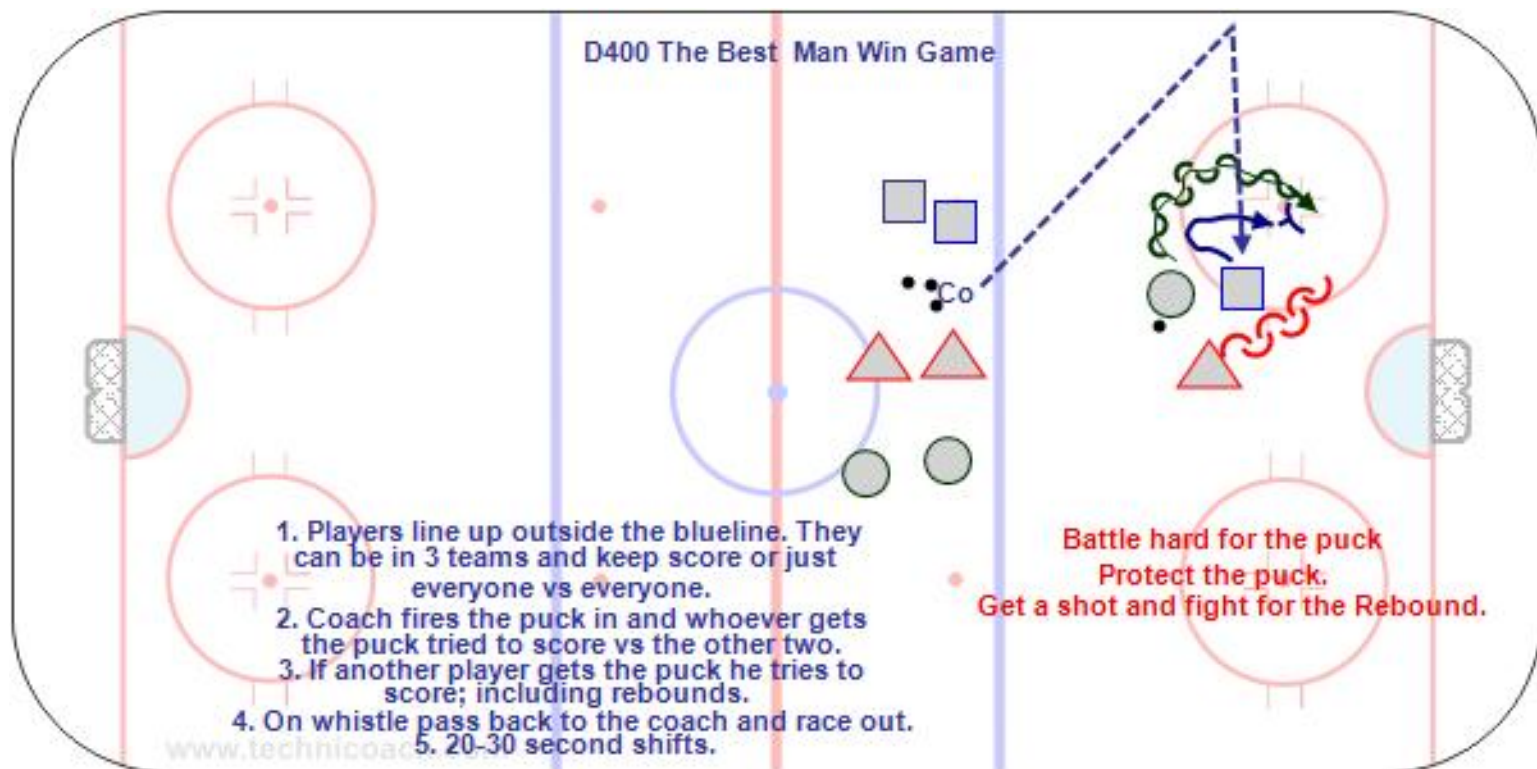 D400 The Best Man Win Game
Co
1. Players line up outside the blueline. They
can be in 3 teams and keep score or just
everyone vs everyone.
2. Coach fires the puck in and whoever gets
the puck tried to score vs the other two.
3. If another player gets the puck he tries to
score; including rebounds.
4. On whistle pass back to the coach and race out.
5. 20-30 second shifts.
Battle hard for the puck
Protect the puck.
Get a shot and fight for the Rebound.